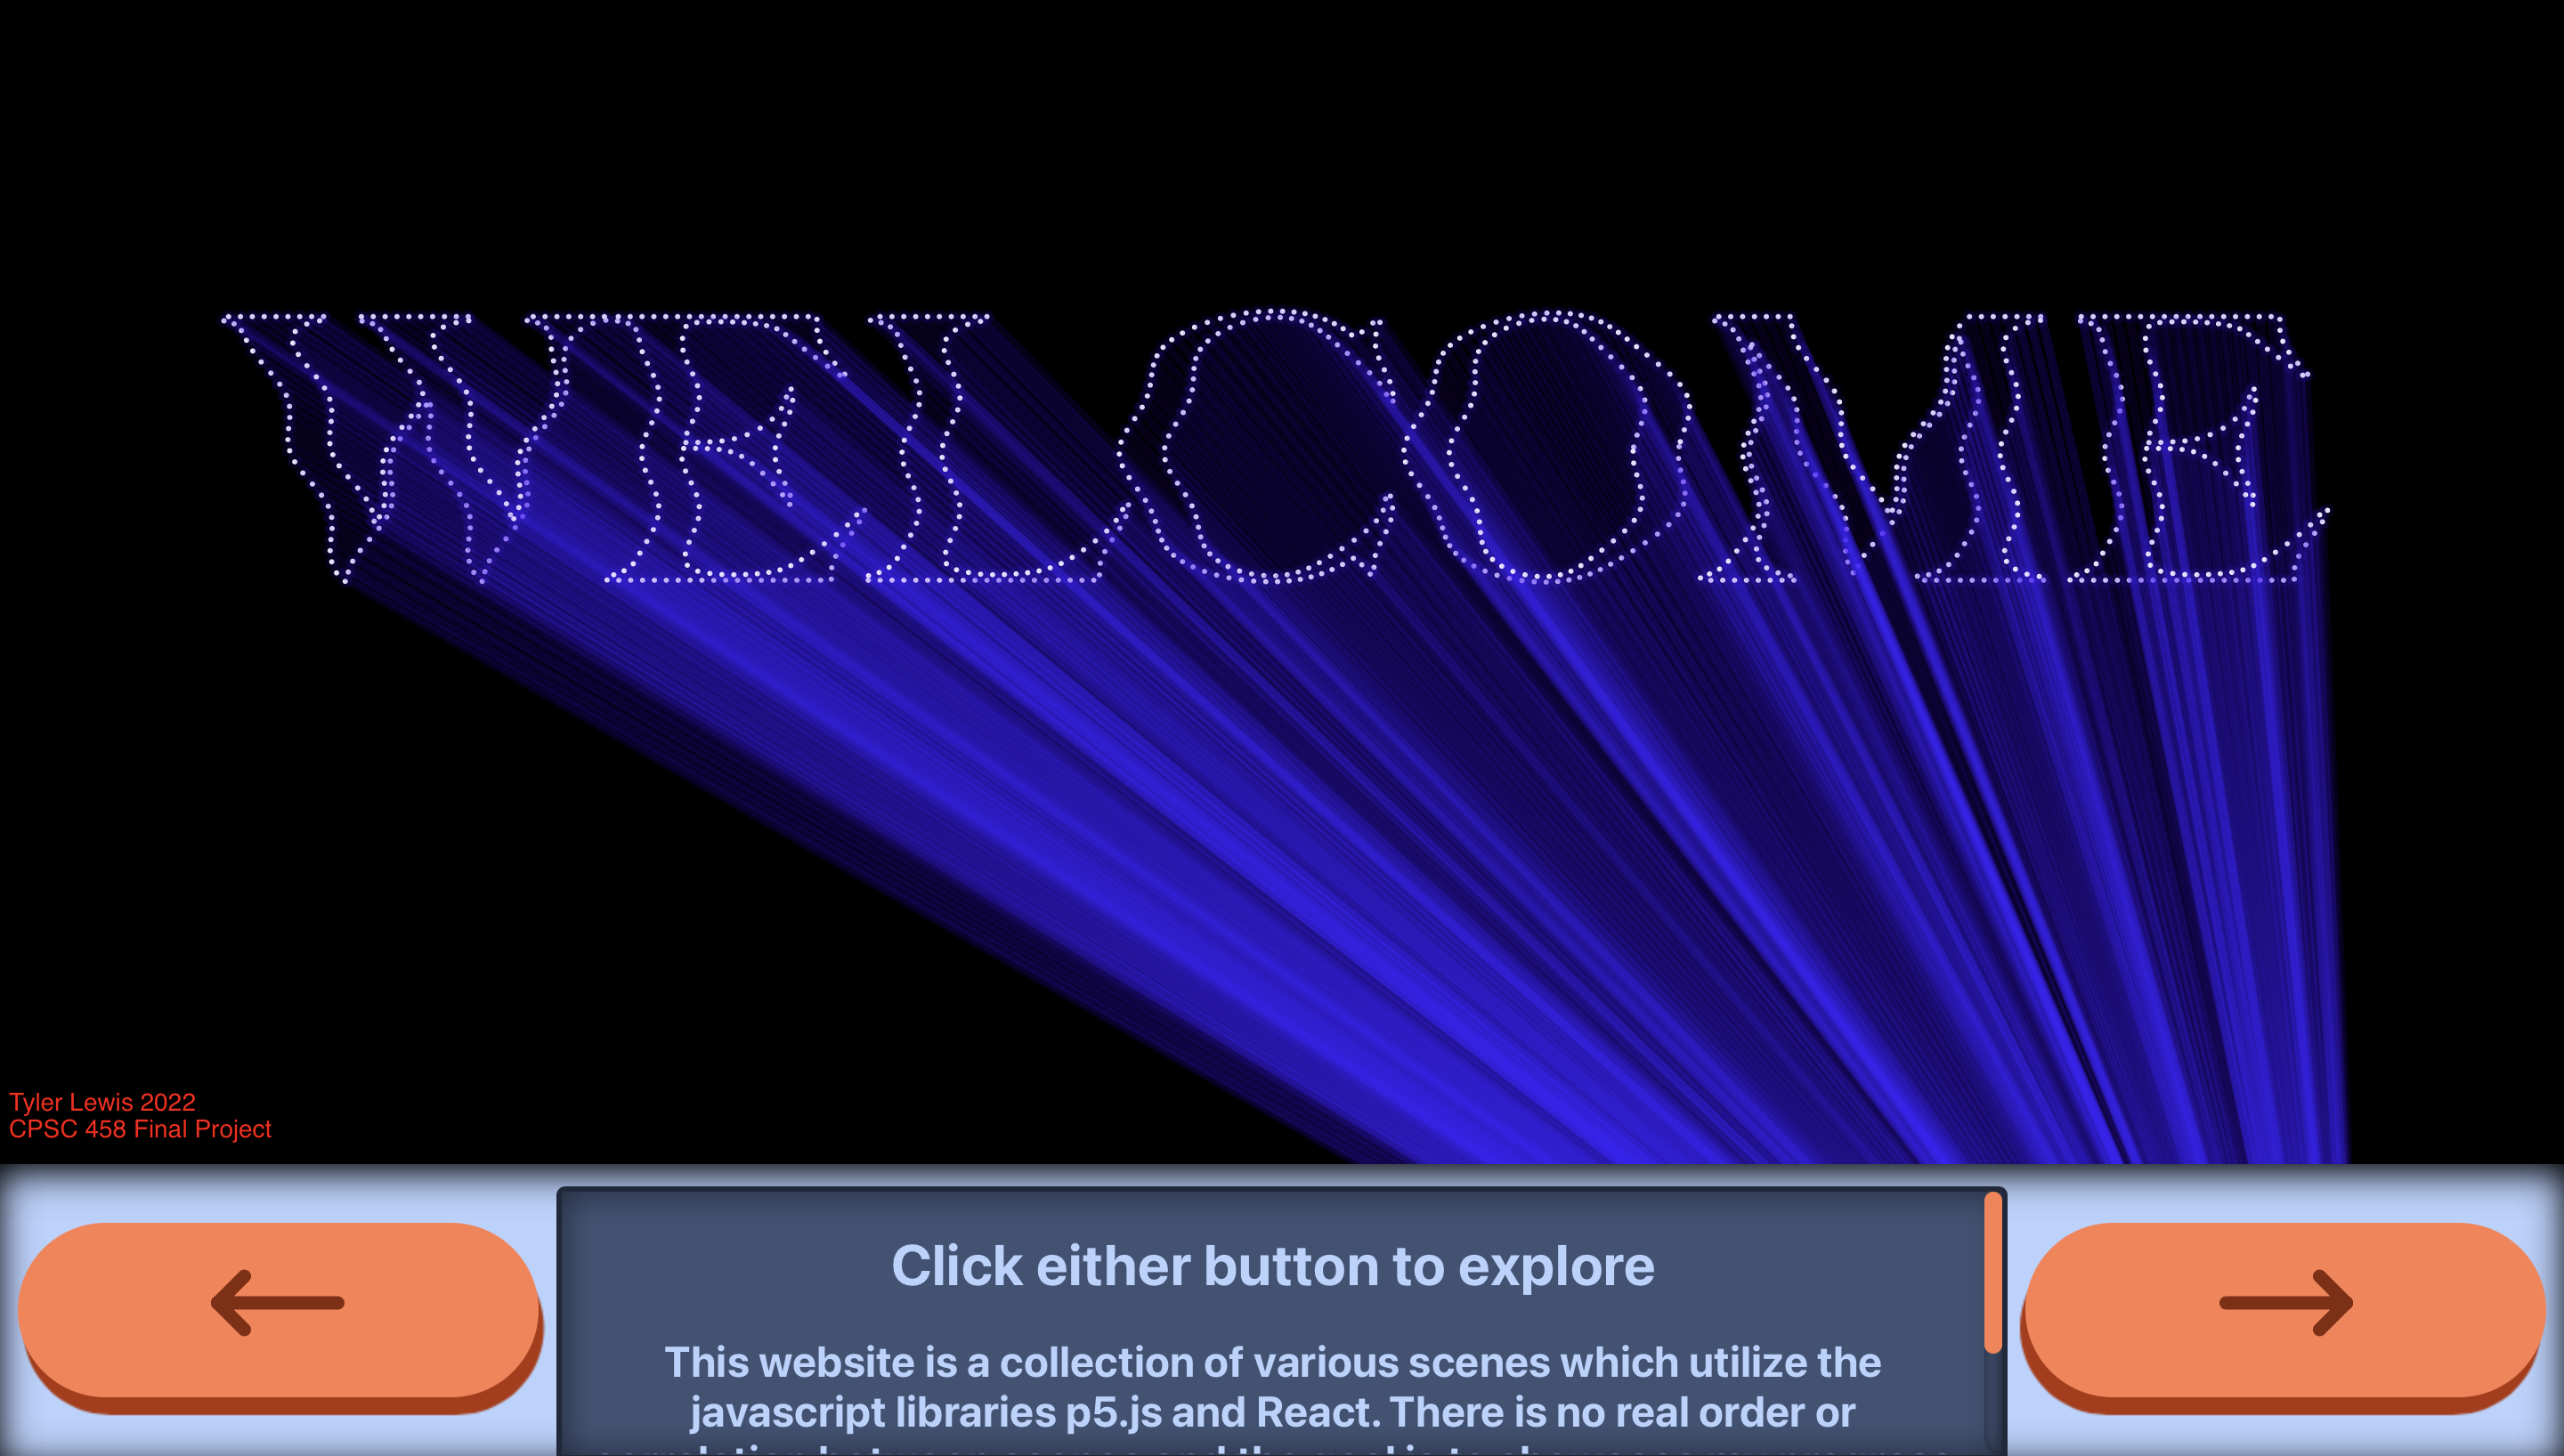 WELCOME
Tyler Lewis 2022
CPSC 458 Final Project
Click either button to explore
This website is a collection of various scenes which utilize the
javascript libraries p5.js and React. There is no real order or